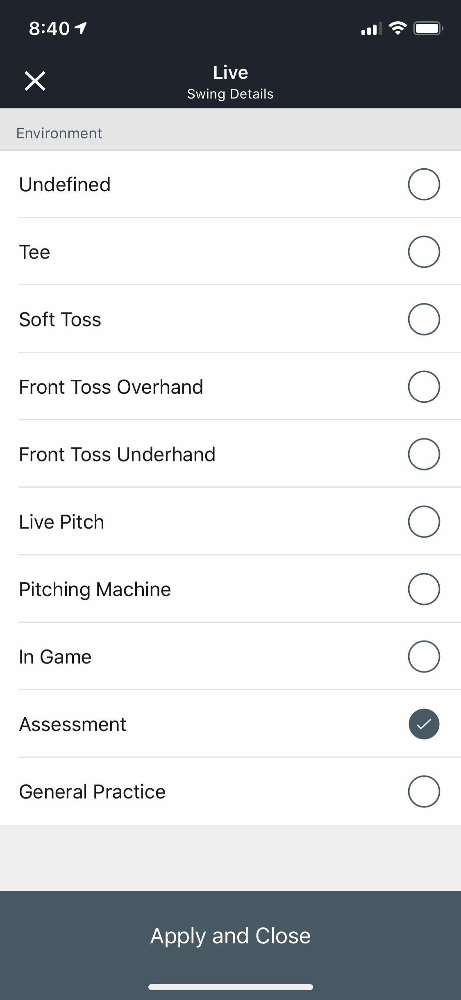 8:40
Live
Swing Details
Environment
Undefined
Tee
Soft Toss
Front Toss Overhand
Front Toss Underhand
Live Pitch
Pitching Machine
In Game
Assessment
General Practice
Apply and Close